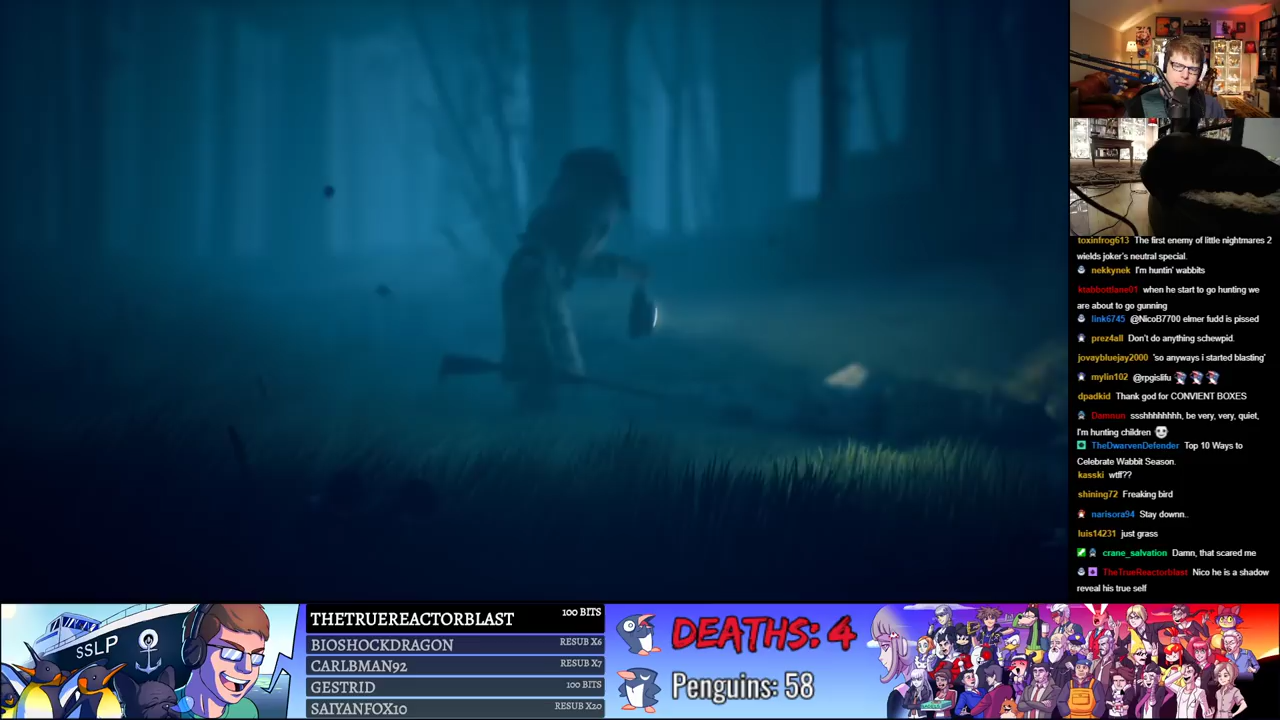 toxinfrog613 The first enemy of little nightmares 2
wields joker's neutral special.
nekkynek I'm huntin' wabbits
ktabbottlane01 when he start to go hunting we
are about to go gunning
link6745 @NicoB7700 elmer fudd is pissed
prez4all Don't do anything schewpid.
jovaybluejay2000 'so anyways i started blasting'
mylin102 @rpgislifu
dpadkid Thank god for CONVIENT BOXES
Damnun ssshhhhhhhh, be very, very, quiet,
I'm hunting children
TheDwarvenDefender Top 10 Ways to
Celebrate Wabbit Season.
kasski wtff??
shining72 Freaking bird
narisora94 Stay downn..
luis14231 just grass
crane_salvation Damn, that scared me
TheTrueReactorblast Nico he is a shadow
reveal his true self
SSLP
THETRUEREACTORBLAST 100 BITS
BIOSHOCKDRAGON RESUB X6
CARLBMAN92 RESUB X7
GESTRID 100 BITS
SAIYANFOX10 RESUB X20
DEATHS: 4
Penguins: 58